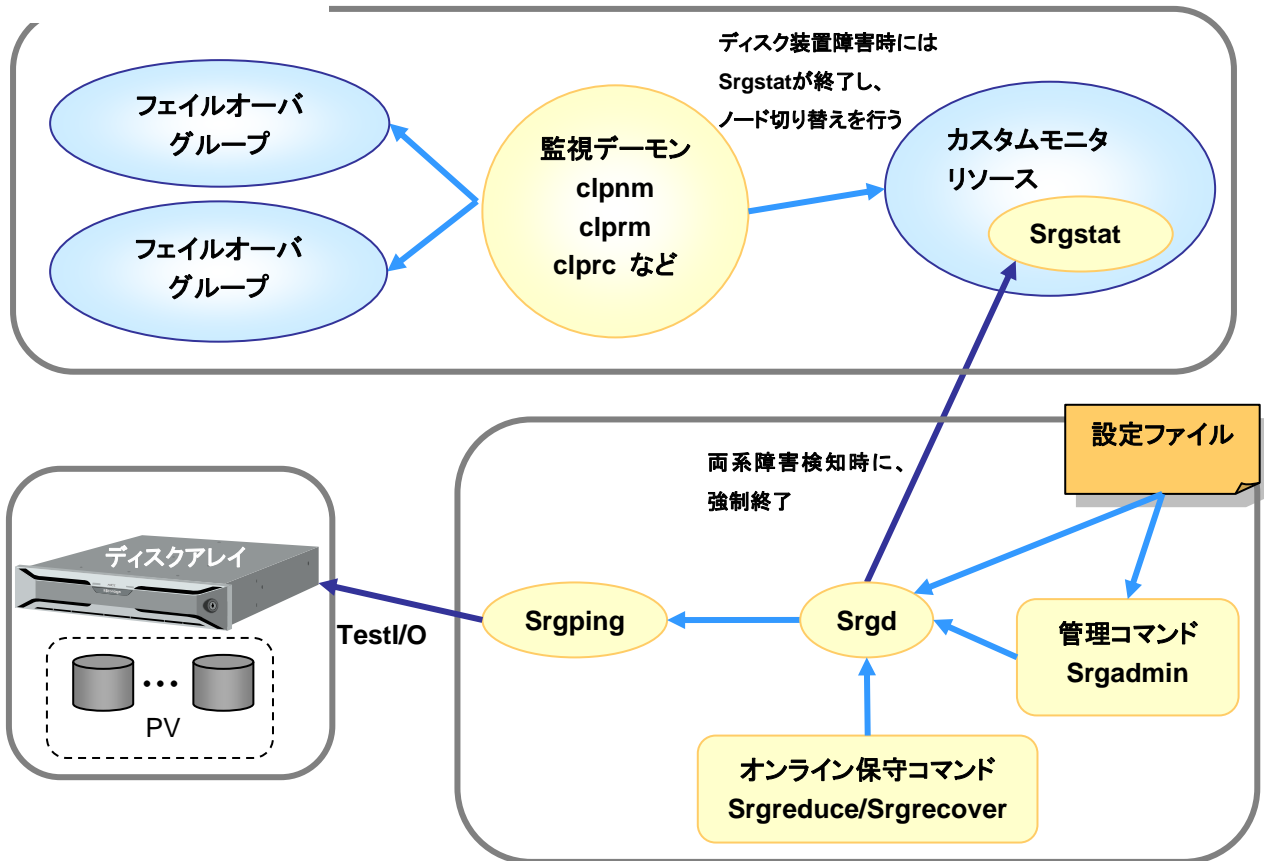 ディスク装置障害時には
Srgstatが終了し、
ノード切り替えを行う
フェイルオーバ
グループ
フェイルオーバ
グループ
監視デーモン
clpnm
clprm
clprc など
カスタムモニタ
リソース
Srgstat
設定ファイル
両系障害検知時に、
強制終了
ディスクアレイ
TestI/O
PV
Srgping
Srgd
管理コマンド
Srgadmin
オンライン保守コマンド
Srgreduce/Srgrecover